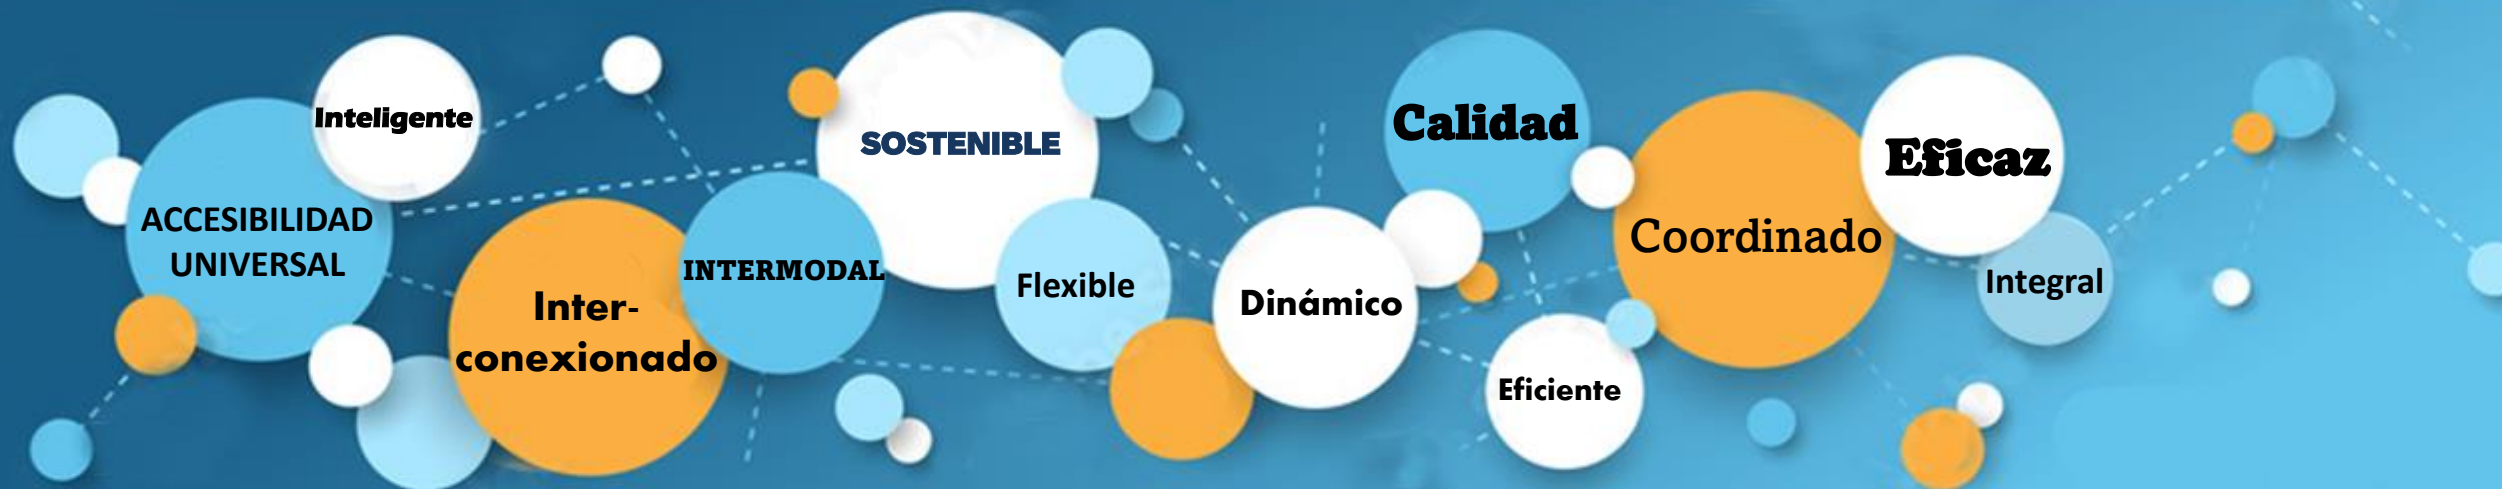 Inteligente
ACCESIBILIDAD
UNIVERSAL
Inter-
conexionado
INTERMODAL
SOSTENIBLE
Flexible
Dinámico
Calidad
Eficiente
Coordinado
Eficaz
Integral